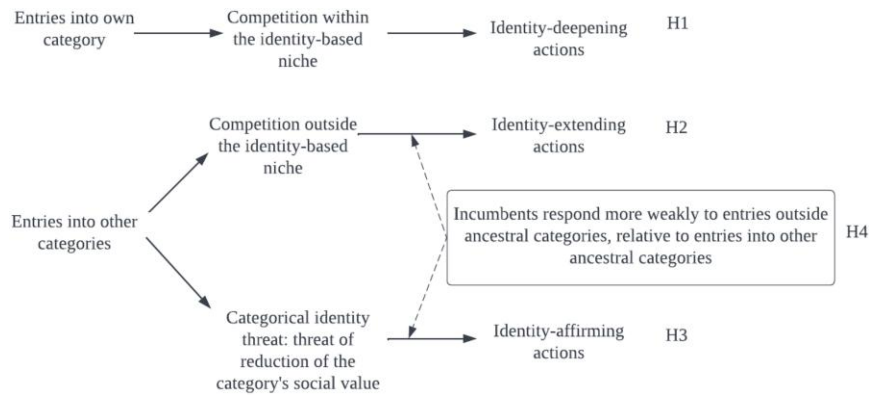 Entries into own
category
Competition within
the identity-based
niche
Identity-deepening
actions
H1
Competition outside
the identity-based
niche
Identity-extending
actions
H2
Entries into other
categories
Incumbents respond more weakly to entries outside
ancestral categories, relative to entries into other
ancestral categories
H4
Categorical identity
threat: threat of
reduction of the
category's social value
Identity-affirming
actions
H3